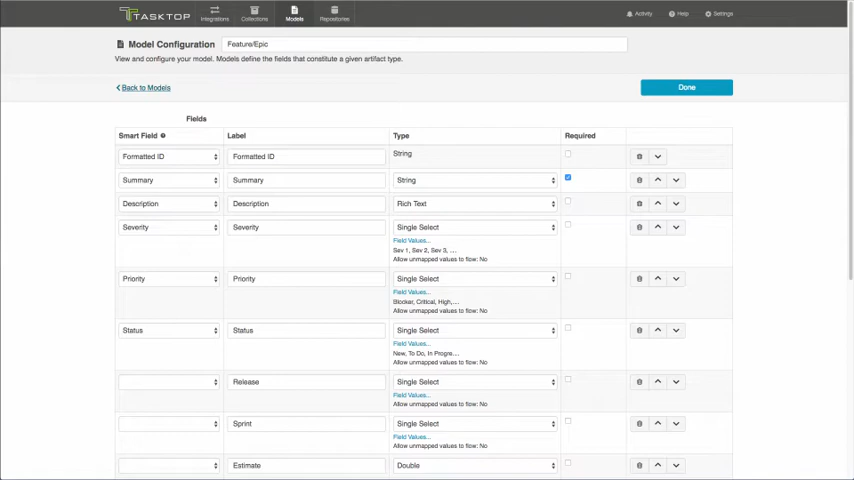 TASKTOP
Integrations
Collections
Models
Repositories
Activity
Help
Settings
Model Configuration
Feature/Epic
View and configure your model. Models define the fields that constitute a given artifact type.
Back to Models
Done
Fields
Smart Field
Label
Type
Required
Formatted ID
Formatted ID
String
Summary
Summary
String
Description
Description
Rich Text
Severity
Severity
Single Select
Field Values...
Sev 1, Sev 2, Sev 3, ...
Allow unmapped values to flow: No
Priority
Priority
Single Select
Field Values...
Blocker, Critical, High,...
Allow unmapped values to flow: No
Status
Status
Single Select
Field Values...
New, To Do, In Progre...
Allow unmapped values to flow: No
Release
Single Select
Field Values...
Allow unmapped values to flow: No
Sprint
Single Select
Field Values...
Allow unmapped values to flow: No
Estimate
Double